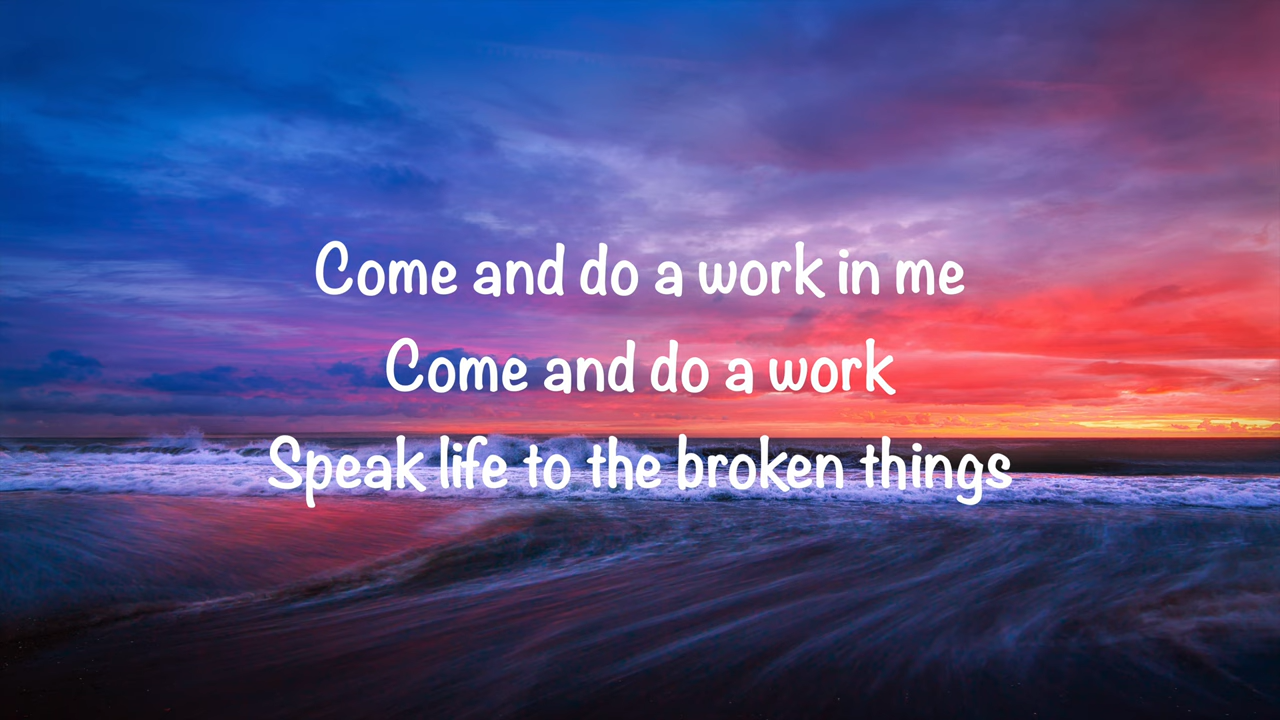 Come and do a work in me
Come and do a work
Speak life to the broken things